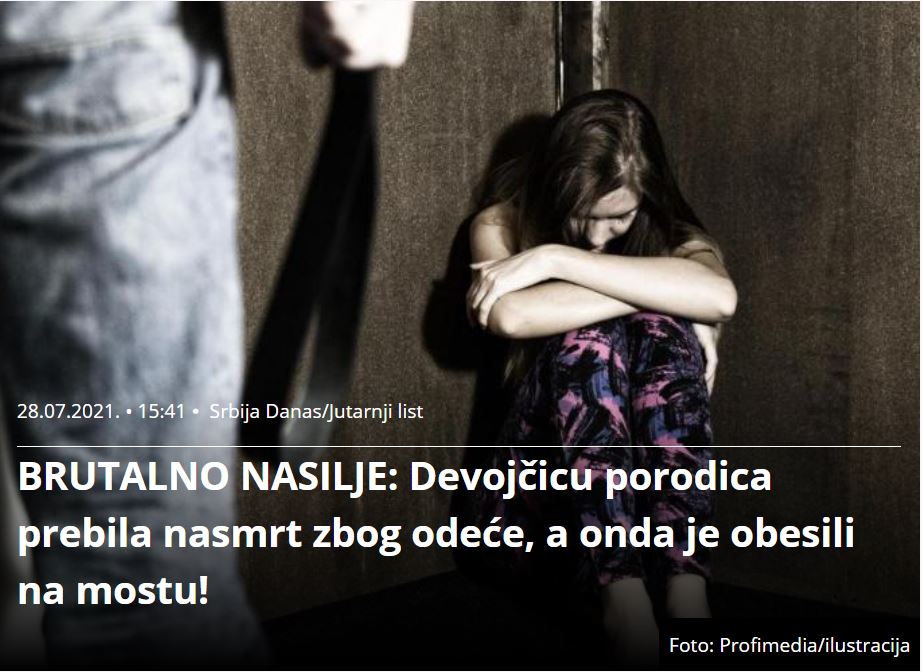 28.07.2021. • 15:41 • Srbija Danas/Jutarnji list
BRUTALNO NASILJE: Devojčicu porodica
prebila nasmrt zbog odeće, a onda je obesili
na mostu!
Foto: Profimedia/ilustracija